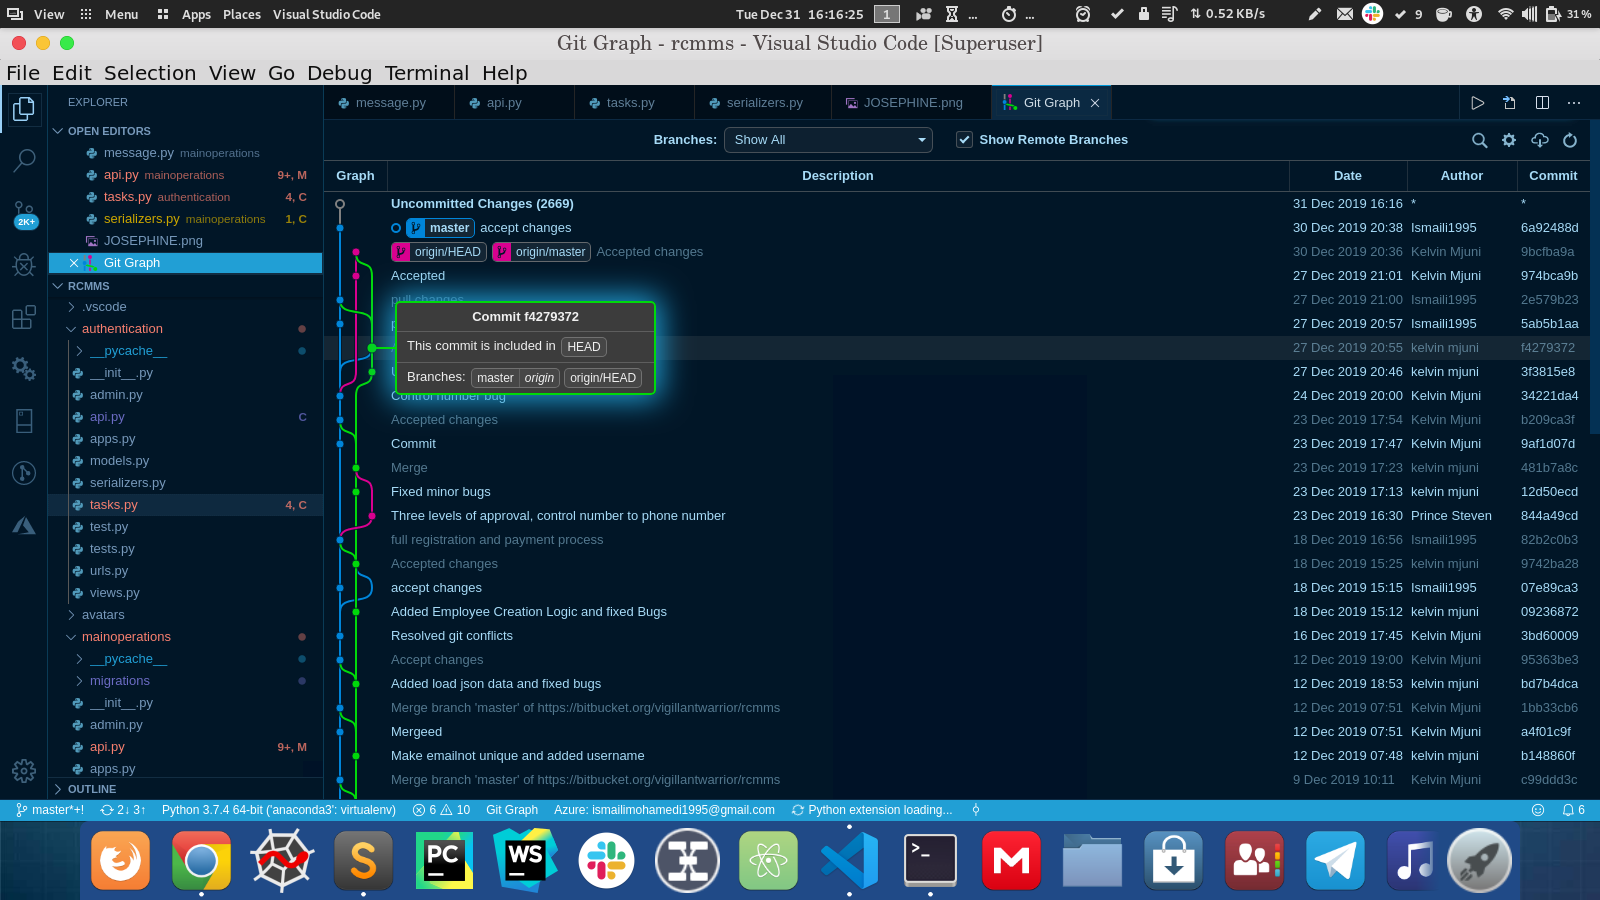 View Menu Apps Places Visual Studio Code Tue Dec 31 16:16:25 1 ... ... 0.52 KB/s 9 31 %
Git Graph - rcmms - Visual Studio Code [Superuser]
File Edit Selection View Go Debug Terminal Help
EXPLORER
OPEN EDITORS
message.py mainoperations
api.py mainoperations 9+, M
tasks.py authentication 4, C
serializers.py mainoperations 1, C
JOSEPHINE.png
Git Graph
RCMMS
.vscode
authentication
__pycache__
__init__.py
admin.py
api.py C
apps.py
models.py
serializers.py
tasks.py 4, C
test.py
tests.py
urls.py
views.py
avatars
mainoperations
__pycache__
migrations
__init__.py
admin.py
api.py 9+, M
apps.py
OUTLINE
2K+
message.py api.py tasks.py serializers.py JOSEPHINE.png Git Graph
Branches: Show All Show Remote Branches
Graph Description Date Author Commit
Uncommitted Changes (2669) 31 Dec 2019 16:16 * *
master accept changes 30 Dec 2019 20:38 Ismaili1995 6a92488d
origin/HEAD origin/master Accepted changes 30 Dec 2019 20:36 Kelvin Mjuni 9bcfba9a
Accepted 27 Dec 2019 21:01 Kelvin Mjuni 974bca9b
pull changes 27 Dec 2019 21:00 Ismaili1995 2e579b23
27 Dec 2019 20:57 Ismaili1995 5ab5b1aa
27 Dec 2019 20:55 kelvin mjuni f4279372
27 Dec 2019 20:46 kelvin mjuni 3f3815e8
Control number bug 24 Dec 2019 20:00 Kelvin Mjuni 34221da4
Accepted changes 23 Dec 2019 17:54 Kelvin Mjuni b209ca3f
Commit 23 Dec 2019 17:47 Kelvin Mjuni 9af1d07d
Merge 23 Dec 2019 17:23 kelvin mjuni 481b7a8c
Fixed minor bugs 23 Dec 2019 17:13 kelvin mjuni 12d50ecd
Three levels of approval, control number to phone number 23 Dec 2019 16:30 Prince Steven 844a49cd
full registration and payment process 18 Dec 2019 16:56 Ismaili1995 82b2c0b3
Accepted changes 18 Dec 2019 15:25 kelvin mjuni 9742ba28
accept changes 18 Dec 2019 15:15 Ismaili1995 07e89ca3
Added Employee Creation Logic and fixed Bugs 18 Dec 2019 15:12 kelvin mjuni 09236872
Resolved git conflicts 16 Dec 2019 17:45 Kelvin Mjuni 3bd60009
Accept changes 12 Dec 2019 19:00 Kelvin Mjuni 95363be3
Added load json data and fixed bugs 12 Dec 2019 18:53 kelvin mjuni bd7b4dca
Merge branch 'master' of https://bitbucket.org/vigillantwarrior/rcmms 12 Dec 2019 07:51 Kelvin Mjuni 1bb33cb6
Mergeed 12 Dec 2019 07:51 Kelvin Mjuni a4f01c9f
Make emailnot unique and added username 12 Dec 2019 07:48 kelvin mjuni b148860f
Merge branch 'master' of https://bitbucket.org/vigillantwarrior/rcmms 9 Dec 2019 10:11 Kelvin Mjuni c99ddd3c
Commit f4279372
This commit is included in HEAD
Branches: master origin origin/HEAD
master*+! 2↓ 3↑ Python 3.7.4 64-bit ('anaconda3': virtualenv) 6 10 Git Graph Azure: ismailimohamedi1995@gmail.com Python extension loading... 6
S PC WS >_ M